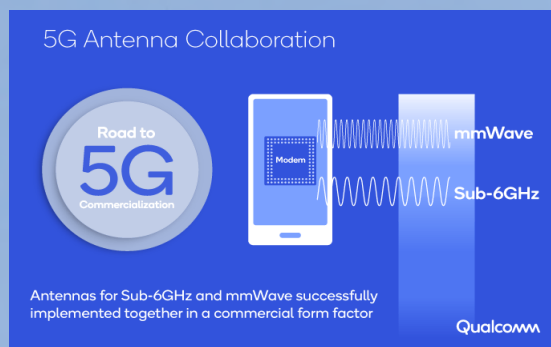 5G Antenna Collaboration
Road to
5G
Commercialization
Modem
mmWave
Sub-6GHz
Antennas for Sub-6GHz and mmWave successfully
implemented together in a commercial form factor
Qualcomm